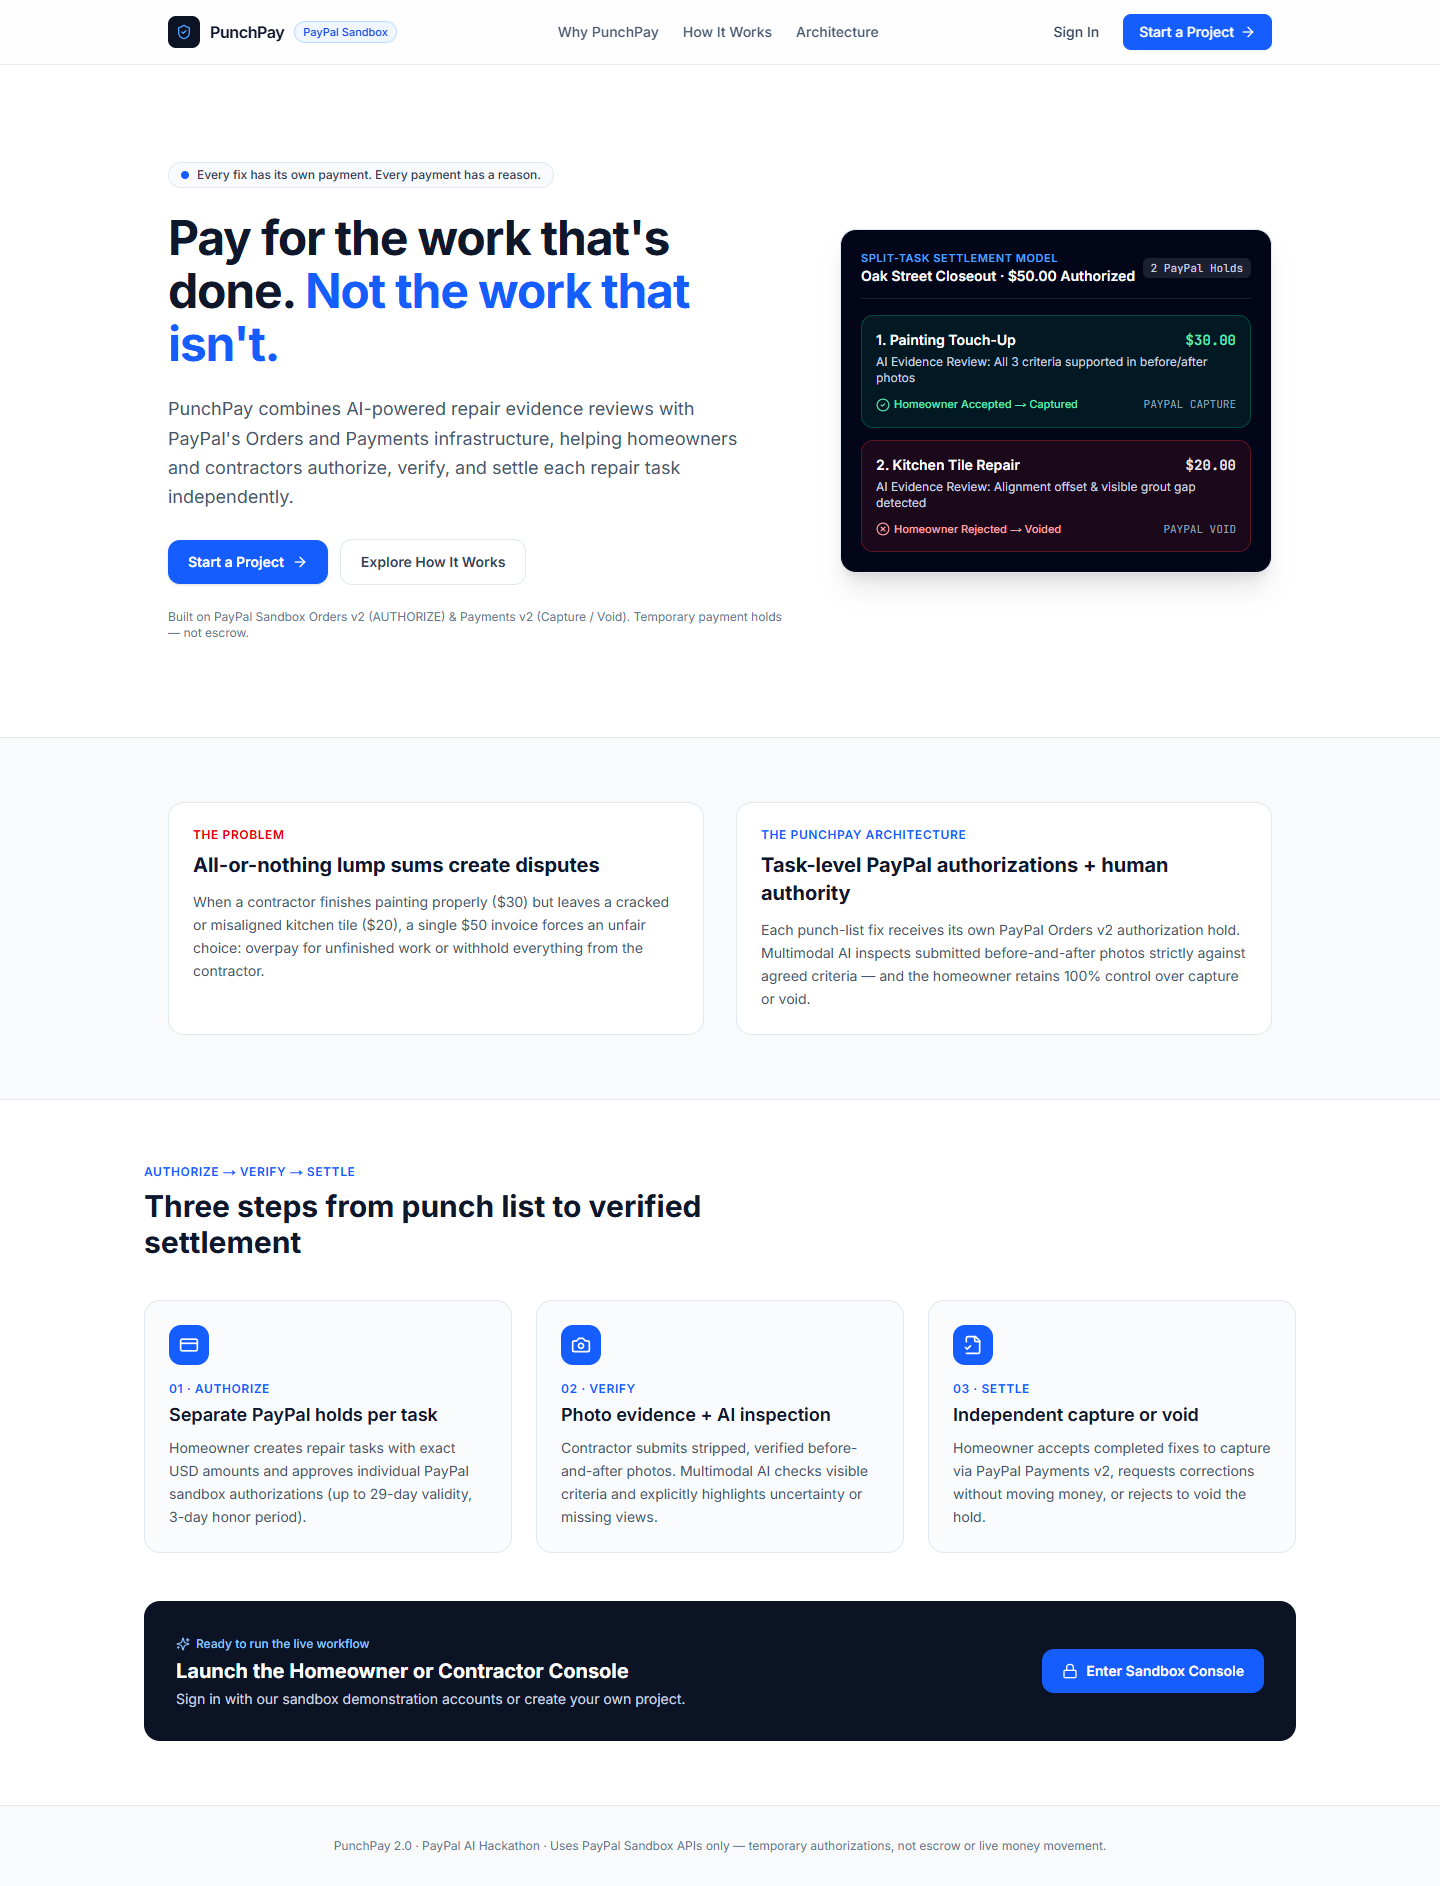 PunchPay
PayPal Sandbox
Why PunchPay
How It Works
Architecture
Sign In
Start a Project →
Every fix has its own payment. Every payment has a reason.
Pay for the work that's
done. Not the work that
isn't.
PunchPay combines AI-powered repair evidence reviews with
PayPal's Orders and Payments infrastructure, helping homeowners
and contractors authorize, verify, and settle each repair task
independently.
Start a Project →
Explore How It Works
Built on PayPal Sandbox Orders v2 (AUTHORIZE) & Payments v2 (Capture / Void). Temporary payment holds
— not escrow.
SPLIT-TASK SETTLEMENT MODEL
Oak Street Closeout · $50.00 Authorized
2 PayPal Holds
1. Painting Touch-Up
$30.00
AI Evidence Review: All 3 criteria supported in before/after
photos
Homeowner Accepted → Captured
PAYPAL CAPTURE
2. Kitchen Tile Repair
$20.00
AI Evidence Review: Alignment offset & visible grout gap
detected
Homeowner Rejected → Voided
PAYPAL VOID
THE PROBLEM
All-or-nothing lump sums create disputes
When a contractor finishes painting properly ($30) but leaves a cracked
or misaligned kitchen tile ($20), a single $50 invoice forces an unfair
choice: overpay for unfinished work or withhold everything from the
contractor.
THE PUNCHPAY ARCHITECTURE
Task-level PayPal authorizations + human
authority
Each punch-list fix receives its own PayPal Orders v2 authorization hold.
Multimodal AI inspects submitted before-and-after photos strictly against
agreed criteria — and the homeowner retains 100% control over capture
or void.
AUTHORIZE → VERIFY → SETTLE
Three steps from punch list to verified
settlement
01 · AUTHORIZE
Separate PayPal holds per task
Homeowner creates repair tasks with exact
USD amounts and approves individual PayPal
sandbox authorizations (up to 29-day validity,
3-day honor period).
02 · VERIFY
Photo evidence + AI inspection
Contractor submits stripped, verified before-
and-after photos. Multimodal AI checks visible
criteria and explicitly highlights uncertainty or
missing views.
03 · SETTLE
Independent capture or void
Homeowner accepts completed fixes to capture
via PayPal Payments v2, requests corrections
without moving money, or rejects to void the
hold.
Ready to run the live workflow
Launch the Homeowner or Contractor Console
Sign in with our sandbox demonstration accounts or create your own project.
Enter Sandbox Console
PunchPay 2.0 · PayPal AI Hackathon · Uses PayPal Sandbox APIs only — temporary authorizations, not escrow or live money movement.